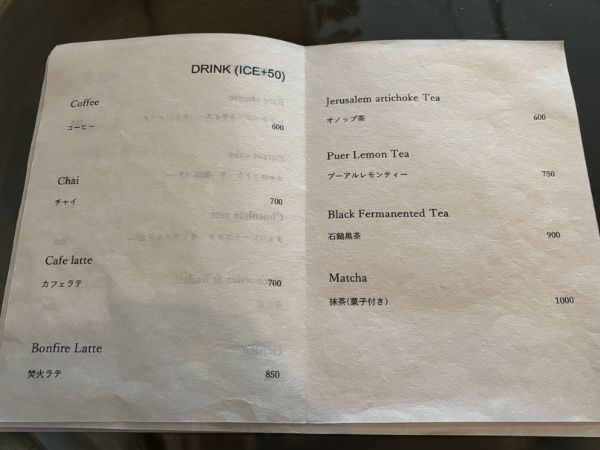 DRINK (ICE+50)
Coffee
コーヒー 600
Chai
チャイ 700
Cafe latte
カフェラテ 700
Bonfire Latte
焚火ラテ 850
Jerusalem artichoke Tea
オノップ茶 600
Puer Lemon Tea
プーアルレモンティー 750
Black Fermanented Tea
石鎚黒茶 900
Matcha
抹茶(菓子付き) 1000